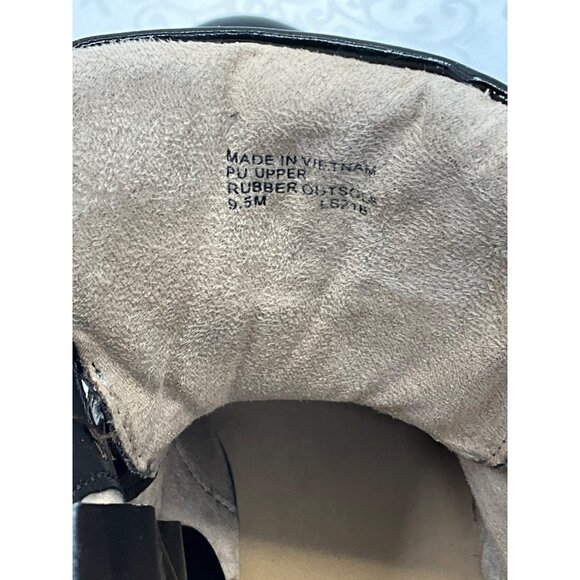 MADE IN VIETNAM
PU UPPER
RUBBER OUTSOLE
9.5M